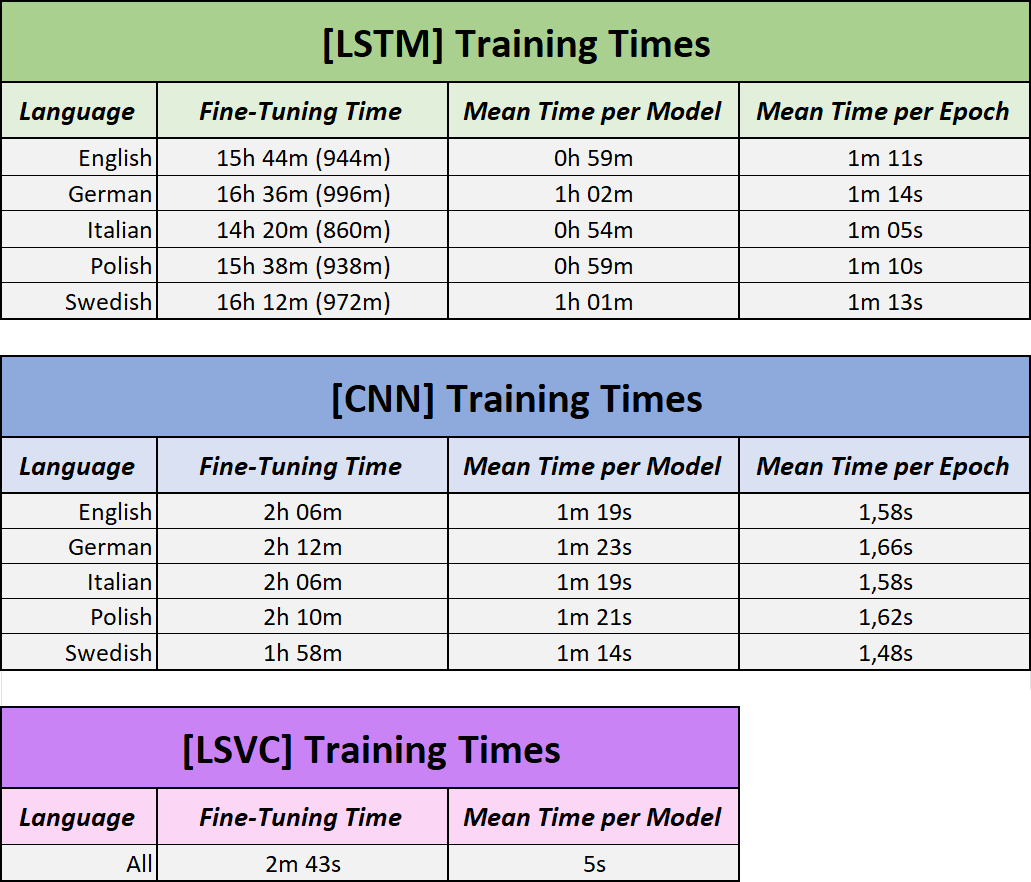 [LSTM] Training Times
Language Fine-Tuning Time Mean Time per Model Mean Time per Epoch
English 15h 44m (944m) 0h 59m 1m 11s
German 16h 36m (996m) 1h 02m 1m 14s
Italian 14h 20m (860m) 0h 54m 1m 05s
Polish 15h 38m (938m) 0h 59m 1m 10s
Swedish 16h 12m (972m) 1h 01m 1m 13s
[CNN] Training Times
Language Fine-Tuning Time Mean Time per Model Mean Time per Epoch
English 2h 06m 1m 19s 1,58s
German 2h 12m 1m 23s 1,66s
Italian 2h 06m 1m 19s 1,58s
Polish 2h 10m 1m 21s 1,62s
Swedish 1h 58m 1m 14s 1,48s
[LSVC] Training Times
Language Fine-Tuning Time Mean Time per Model
All 2m 43s 5s